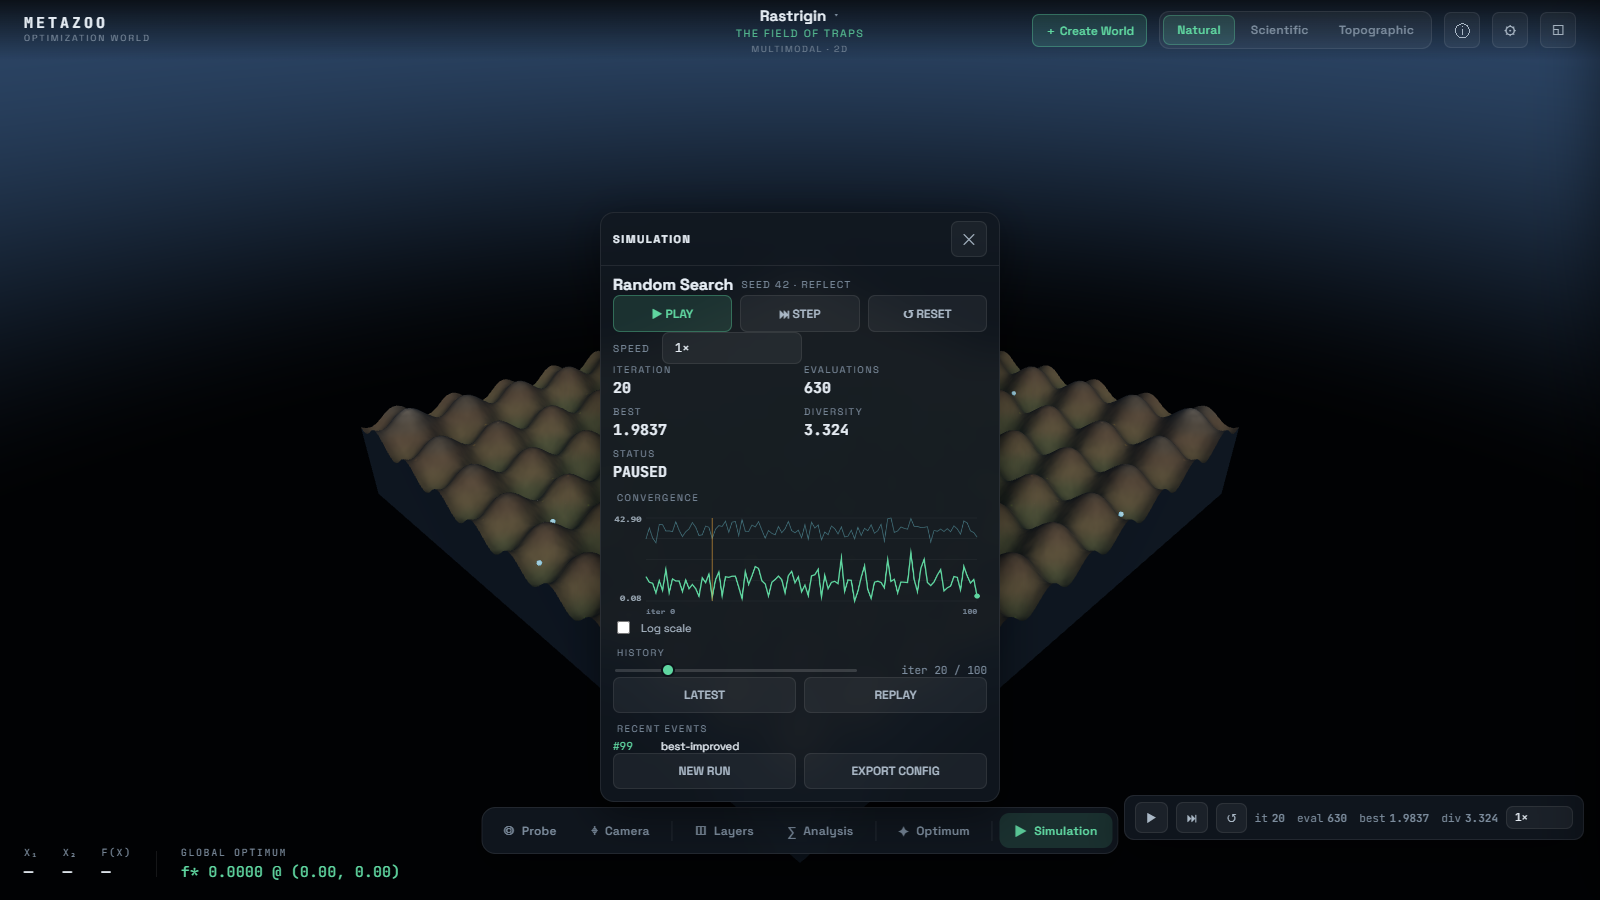 METAZOO
OPTIMIZATION WORLD
Rastrigin
THE FIELD OF TRAPS
MULTIMODAL · 2D
+ Create World
Natural
Scientific
Topographic
SIMULATION
Random Search SEED 42 · REFLECT
PLAY
STEP
RESET
SPEED 1×
ITERATION
20
EVALUATIONS
630
BEST
1.9837
DIVERSITY
3.324
STATUS
PAUSED
CONVERGENCE
42.90
0.08
iter 0
100
Log scale
HISTORY
iter 20 / 100
LATEST
REPLAY
RECENT EVENTS
#99 best-improved
NEW RUN
EXPORT CONFIG
Probe
Camera
Layers
Analysis
Optimum
Simulation
it 20 eval 630 best 1.9837 div 3.324 1×
X₁ X₂ F(X)
— — —
GLOBAL OPTIMUM
f* 0.0000 @ (0.00, 0.00)